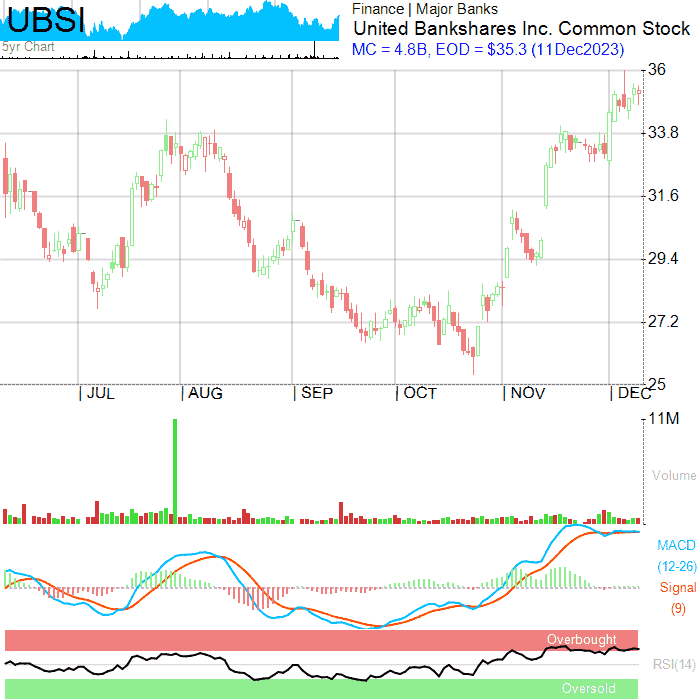 UBSI
5yr Chart
Finance | Major Banks
United Bankshares Inc. Common Stock
MC = 4.8B, EOD = $35.3 (11Dec2023)
36
33.8
31.6
29.4
27.2
25
| JUL | AUG | SEP | OCT | NOV | DEC
11M
Volume
MACD
(12-26)
Signal
(9)
Overbought
RSI(14)
Oversold